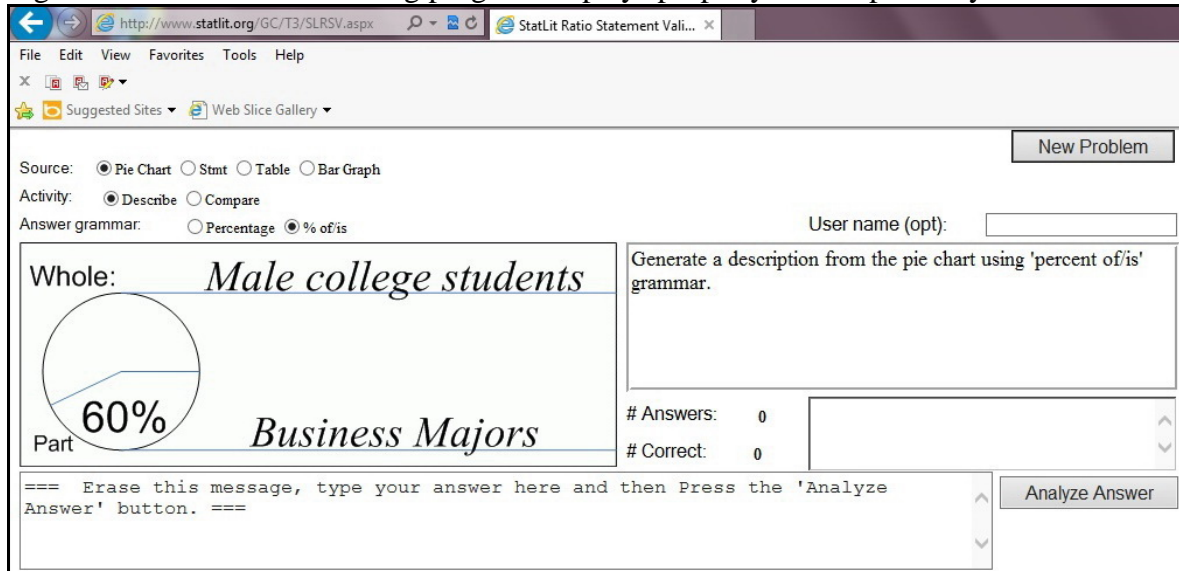 http://www.statlit.org/GC/T3/SLRSV.aspx
StatLit Ratio Statement Vali...
File Edit View Favorites Tools Help
Suggested Sites Web Slice Gallery
New Problem
Source: Pie Chart Stmt Table Bar Graph
Activity: Describe Compare
Answer grammar: Percentage % of/is
User name (opt):
Whole: Male college students
60%
Part Business Majors
Generate a description from the pie chart using 'percent of/is'
grammar.
# Answers: 0
# Correct: 0
=== Erase this message, type your answer here and then Press the 'Analyze
Answer' button. ===
Analyze Answer